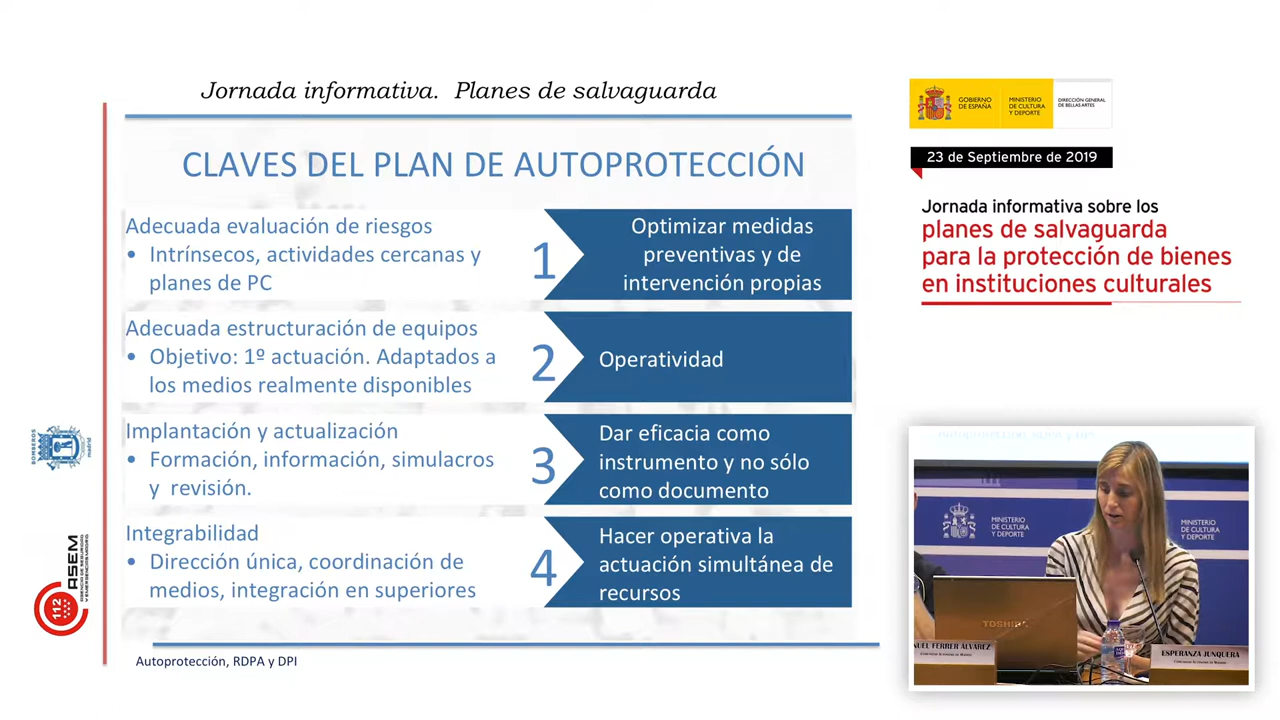 Jornada informativa. Planes de salvaguarda
CLAVES DEL PLAN DE AUTOPROTECCIÓN
Adecuada evaluación de riesgos
• Intrínsecos, actividades cercanas y
planes de PC
1
Optimizar medidas
preventivas y de
intervención propias
Adecuada estructuración de equipos
• Objetivo: 1º actuación. Adaptados a
los medios realmente disponibles
2
Operatividad
Implantación y actualización
• Formación, información, simulacros
y revisión.
3
Dar eficacia como
instrumento y no sólo
como documento
Integrabilidad
• Dirección única, coordinación de
medios, integración en superiores
4
Hacer operativa la
actuación simultánea de
recursos
Autoprotección, RDPA y DPI
BOMBEROS
madrid
ASEM
112
GOBIERNO
DE ESPAÑA
MINISTERIO
DE CULTURA
Y DEPORTE
DIRECCIÓN GENERAL
DE BELLAS ARTES
23 de Septiembre de 2019
Jornada informativa sobre los
planes de salvaguarda
para la protección de bienes
en instituciones culturales
MINISTERIO
DE CULTURA
Y DEPORTE
MINISTERIO
DE CULTURA
Y DEPORTE
TOSHIBA
NUEL FERRER ÁLVAREZ
ESPERANZA JUNQUERA